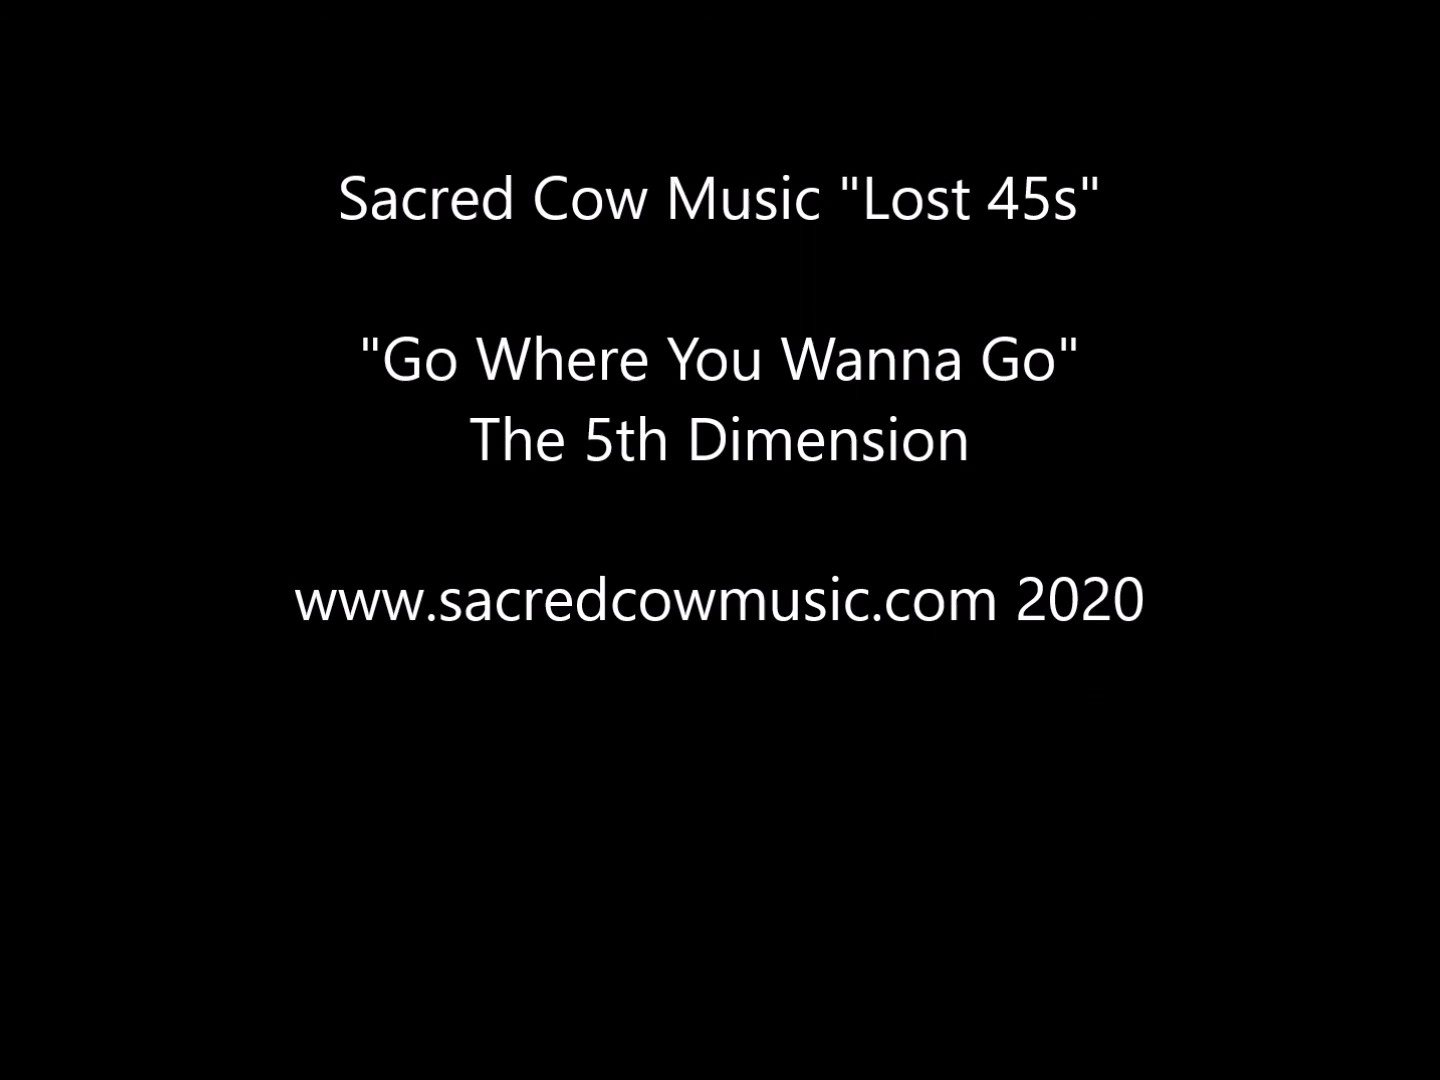 Sacred Cow Music "Lost 45s"
"Go Where You Wanna Go"
The 5th Dimension
www.sacredcowmusic.com 2020